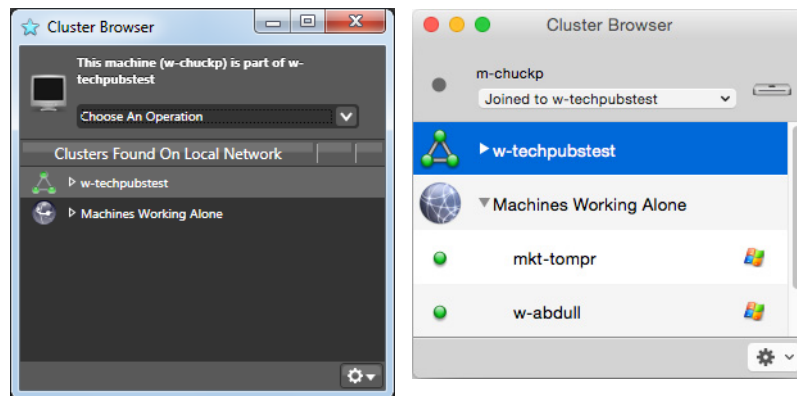 Cluster Browser
This machine (w-chuckp) is part of w-
techpubstest
Choose An Operation
Clusters Found On Local Network
w-techpubstest
Machines Working Alone
Cluster Browser
m-chuckp
Joined to w-techpubstest
w-techpubstest
Machines Working Alone
mkt-tompr
w-abdull